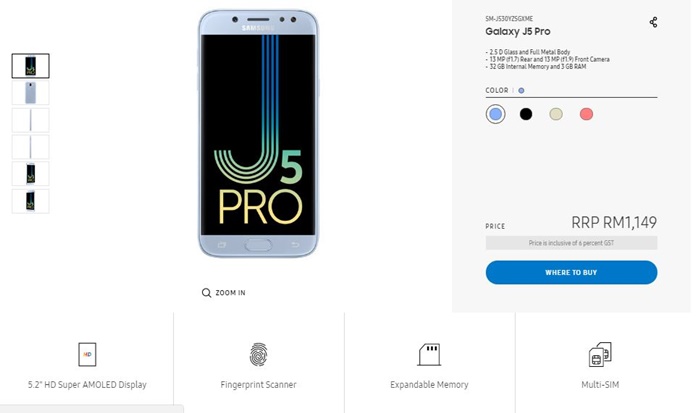 SAMSUNG
J5
PRO
ZOOM IN
SM-J530YZSGXME
Galaxy J5 Pro
- 2.5 D Glass and Full Metal Body
- 13 MP (f1.7) Rear and 13 MP (f1.9) Front Camera
- 32 GB Internal Memory and 3 GB RAM
COLOR |
PRICE
RRP RM1,149
Price is inclusive of 6 percent GST
WHERE TO BUY
HD
5.2" HD Super AMOLED Display
Fingerprint Scanner
Expandable Memory
Multi-SIM